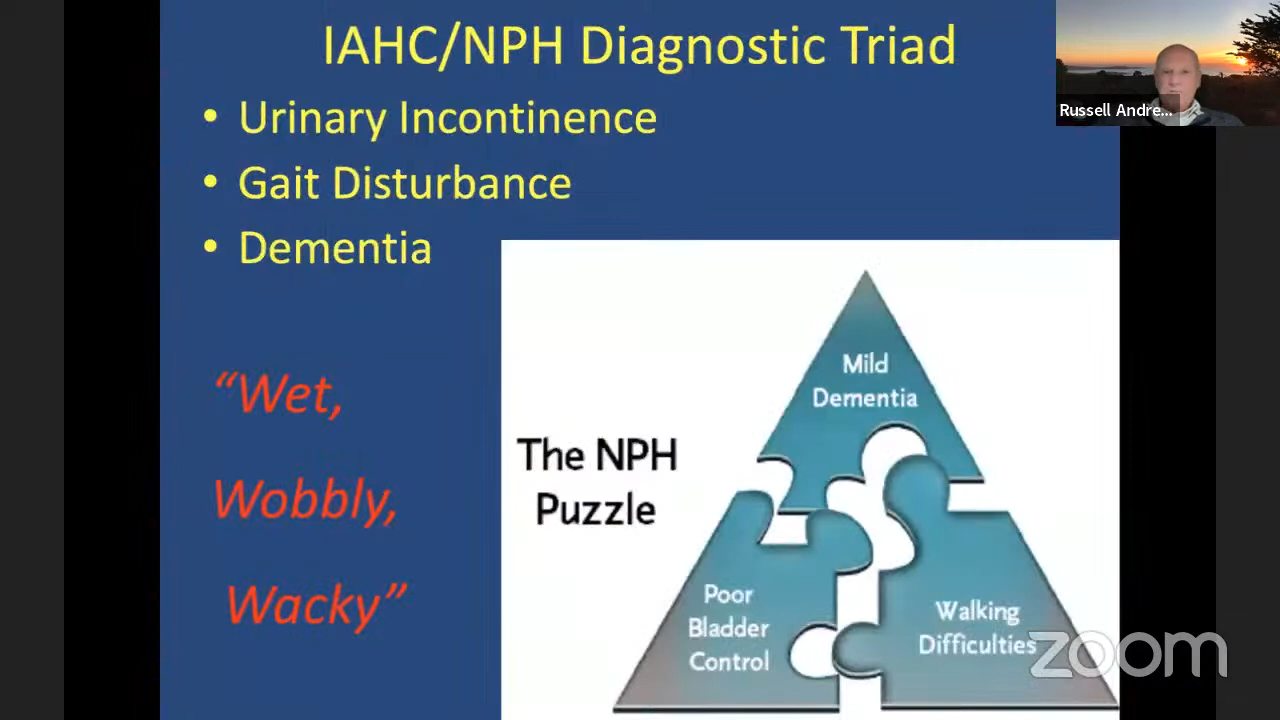 IAHC/NPH Diagnostic Triad
• Urinary Incontinence
• Gait Disturbance
• Dementia
“Wet,
Wobbly,
Wacky”
The NPH
Puzzle
Mild
Dementia
Poor
Bladder
Control
Walking
Difficulties
Russell Andre...
zoom